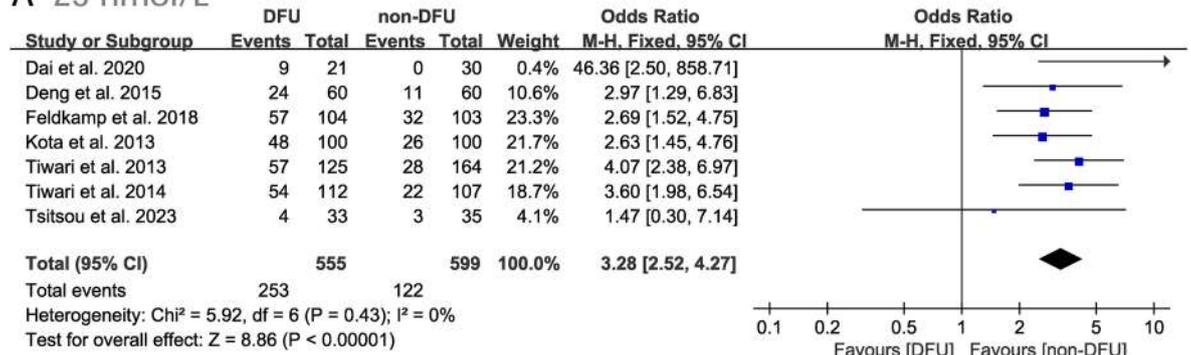 A 25 nmol/L
DFU non-DFU Odds Ratio Odds Ratio
Study or Subgroup Events Total Events Total Weight M-H, Fixed, 95% CI M-H, Fixed, 95% CI
Dai et al. 2020 9 21 0 30 0.4% 46.36 [2.50, 858.71]
Deng et al. 2015 24 60 11 60 10.6% 2.97 [1.29, 6.83]
Feldkamp et al. 2018 57 104 32 103 23.3% 2.69 [1.52, 4.75]
Kota et al. 2013 48 100 26 100 21.7% 2.63 [1.45, 4.76]
Tiwari et al. 2013 57 125 28 164 21.2% 4.07 [2.38, 6.97]
Tiwari et al. 2014 54 112 22 107 18.7% 3.60 [1.98, 6.54]
Tsitsou et al. 2023 4 33 3 35 4.1% 1.47 [0.30, 7.14]
Total (95% CI) 555 599 100.0% 3.28 [2.52, 4.27]
Total events 253 122
Heterogeneity: Chi² = 5.92, df = 6 (P = 0.43); I² = 0%
Test for overall effect: Z = 8.86 (P < 0.00001)
0.1 0.2 0.5 1 2 5 10
Favours [DFU] Favours [non-DFU]